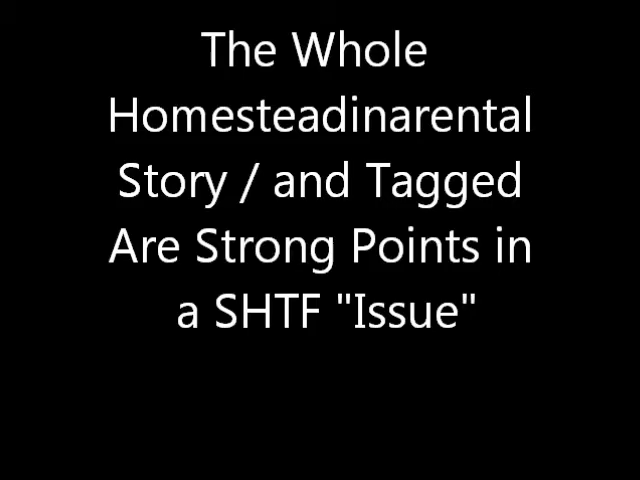 The Whole
Homesteadinarental
Story / and Tagged
Are Strong Points in
a SHTF "Issue"